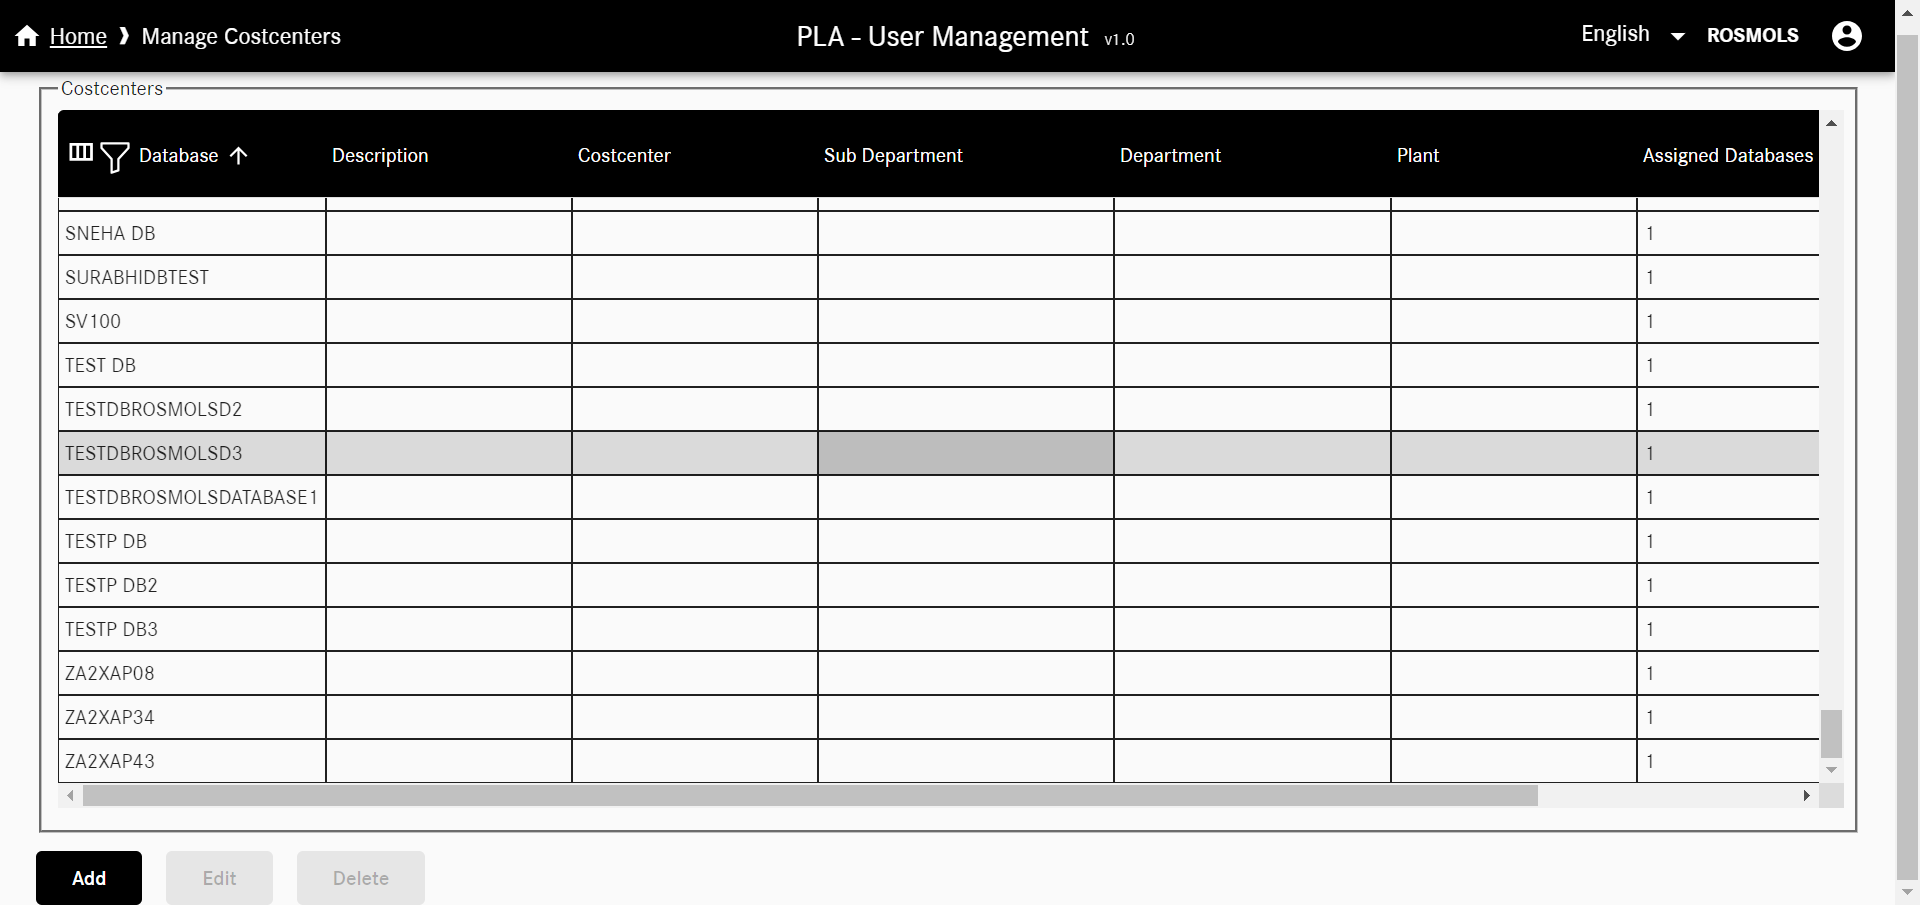 Home ❱ Manage Costcenters PLA - User Management v1.0 English ROSMOLS
Costcenters
Database Description Costcenter Sub Department Department Plant Assigned Databases
SNEHA DB 1
SURABHIDBTEST 1
SV100 1
TEST DB 1
TESTDBROSMOLSD2 1
TESTDBROSMOLSD3 1
TESTDBROSMOLSDATABASE1 1
TESTP DB 1
TESTP DB2 1
TESTP DB3 1
ZA2XAP08 1
ZA2XAP34 1
ZA2XAP43 1
Add Edit Delete